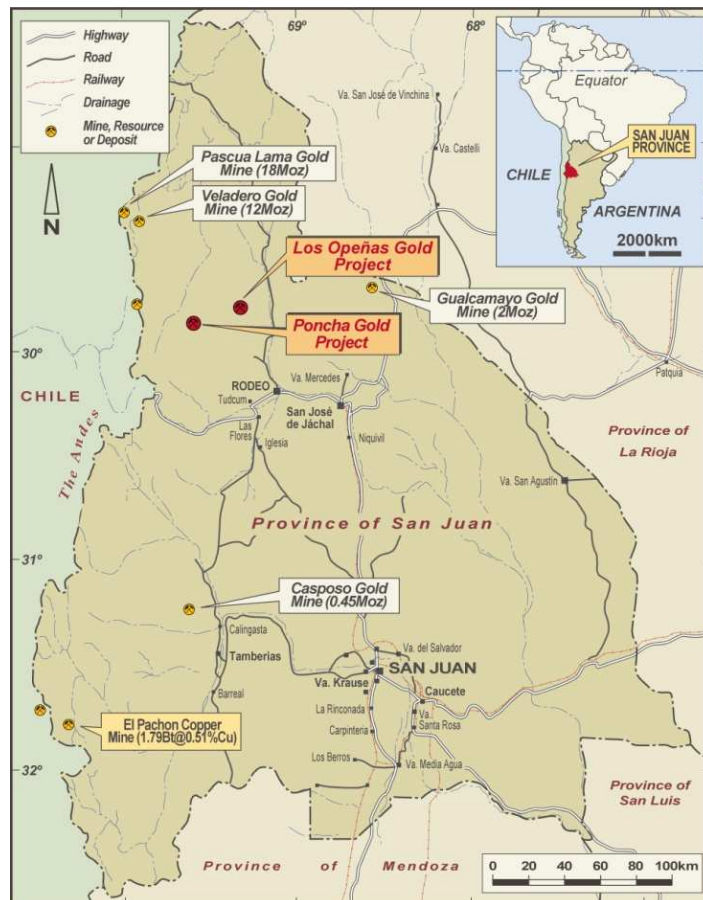 Highway
Road
Railway
Drainage
Mine, Resource
or Deposit
N
69°
68°
Va. San José de Vinchina
Va. Castelli
Equator
SAN JUAN
PROVINCE
CHILE
ARGENTINA
2000km
Pascua Lama Gold
Mine (18Moz)
Veladero Gold
Mine (12Moz)
Los Opeñas Gold
Project
Gualcamayo Gold
Mine (2Moz)
Poncha Gold
Project
30°
Patquia
CHILE
The Andes
RODEO
Va. Mercedes
Tudcum
San José
de Jáchal
Las
Flores
Iglesia
Niquivil
Province of
La Rioja
Va. San Agustín
Province of San Juan
31°
Casposo Gold
Mine (0.45Moz)
Calingasta
Tamberias
Va. del Salvador
SAN JUAN
Va. Krause
Barreal
Caucete
La Rinconada
Va.
Santa Rosa
El Pachon Copper
Mine (1.79Bt@0.51%Cu)
Carpinteria
Los Berros
Va. Media Agua
32°
Province of
San Luis
Province of Mendoza
0 20 40 60 80 100km